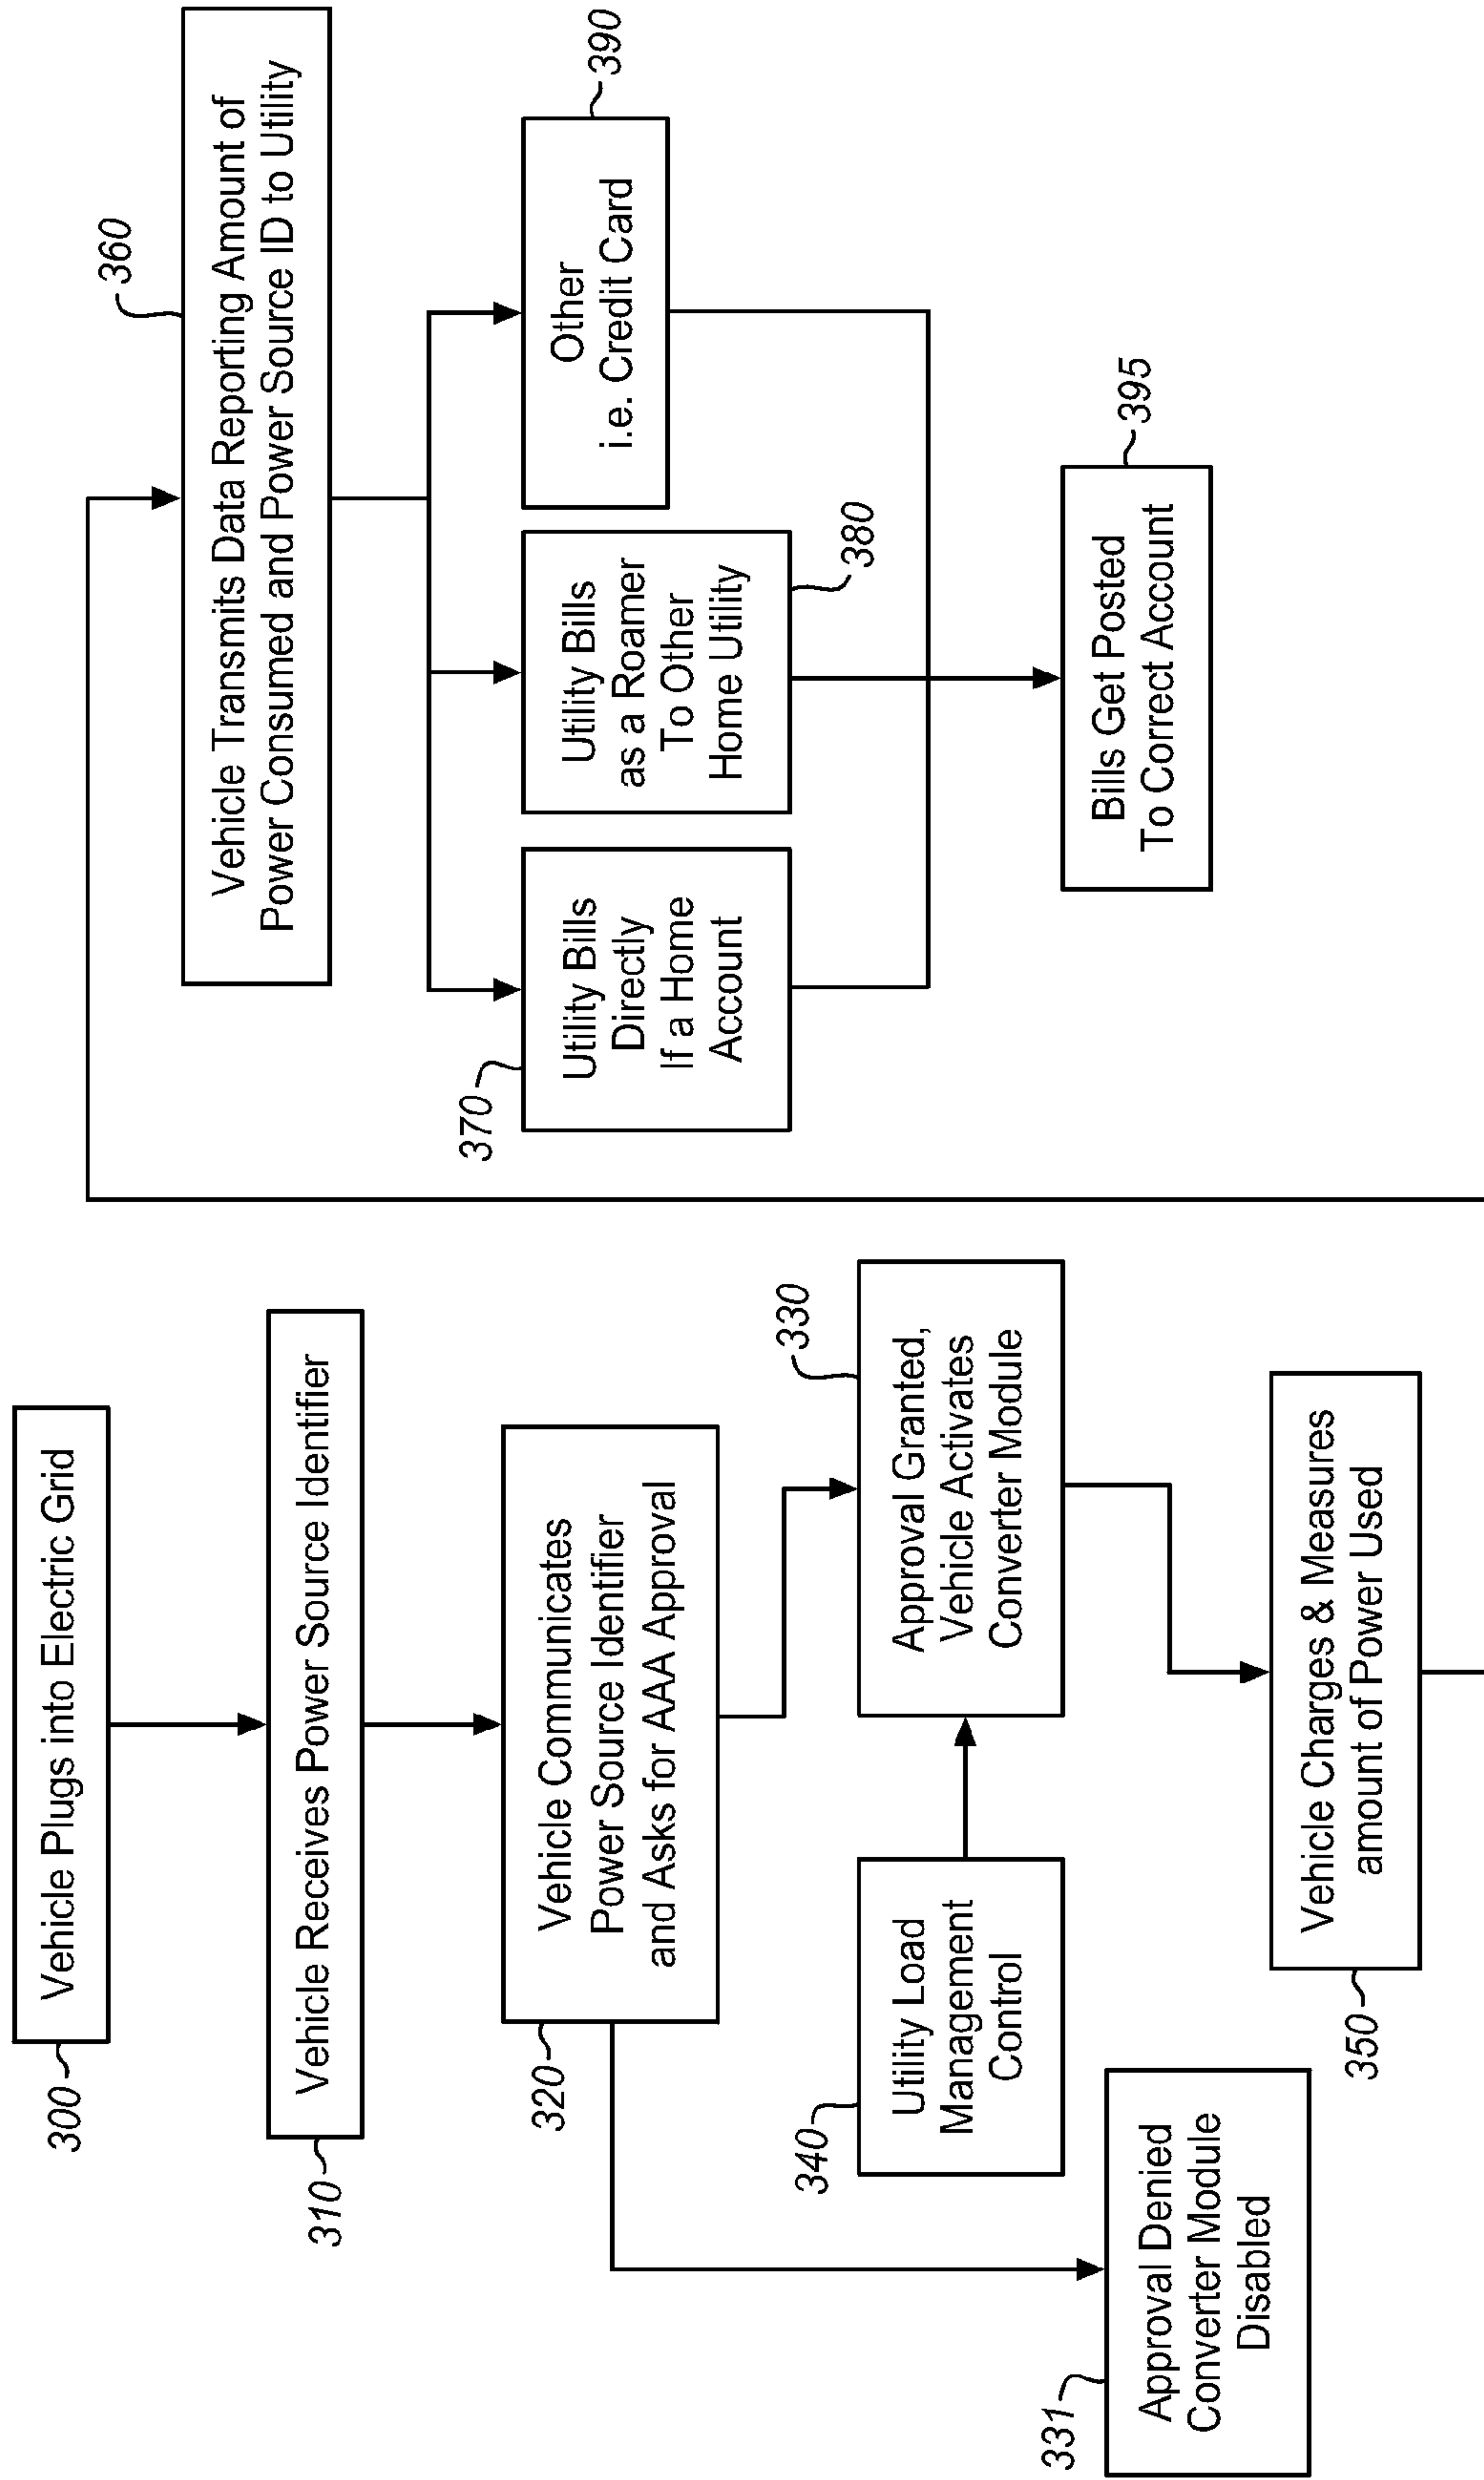 300
Vehicle Plugs into Electric Grid
310
Vehicle Receives Power Source Identifier
320
Vehicle Communicates
Power Source Identifier
and Asks for AAA Approval
330
Approval Granted,
Vehicle Activates
Converter Module
340
Utility Load
Management
Control
331
Approval Denied
Converter Module
Disabled
350
Vehicle Charges & Measures
amount of Power Used
360
Vehicle Transmits Data Reporting Amount of
Power Consumed and Power Source ID to Utility
370
Utility Bills
Directly
If a Home
Account
380
Utility Bills
as a Roamer
To Other
Home Utility
390
Other
i.e. Credit Card
395
Bills Get Posted
To Correct Account